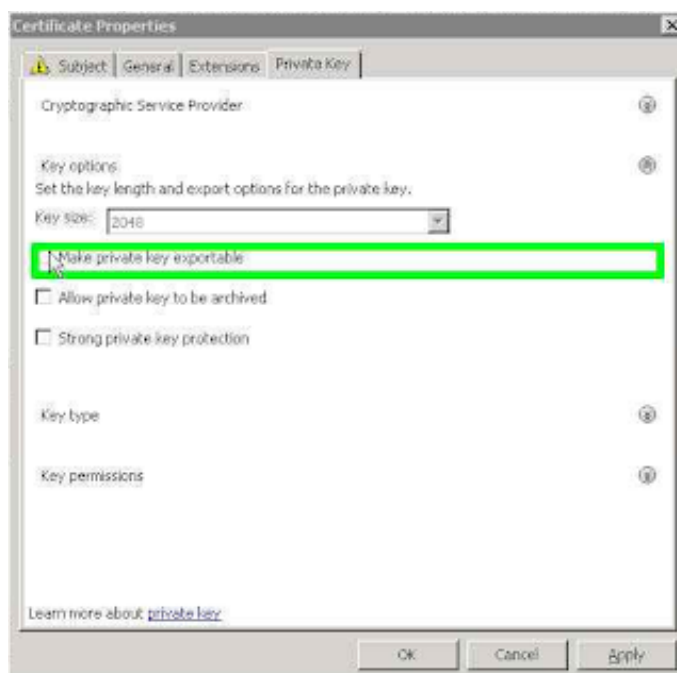 Certificate Properties
Subject General Extensions Private Key
Cryptographic Service Provider
Key options
Set the key length and export options for the private key.
Key size: 2048
Make private key exportable
Allow private key to be archived
Strong private key protection
Key type
Key permissions
Learn more about private key
OK Cancel Apply